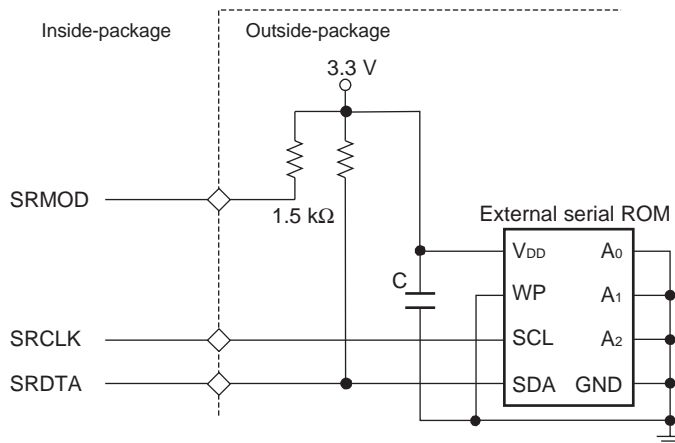 Inside-package
Outside-package
3.3 V
SRMOD
1.5 kΩ
External serial ROM
VDD
A0
C
WP
A1
SRCLK
SCL
A2
SRDTA
SDA
GND